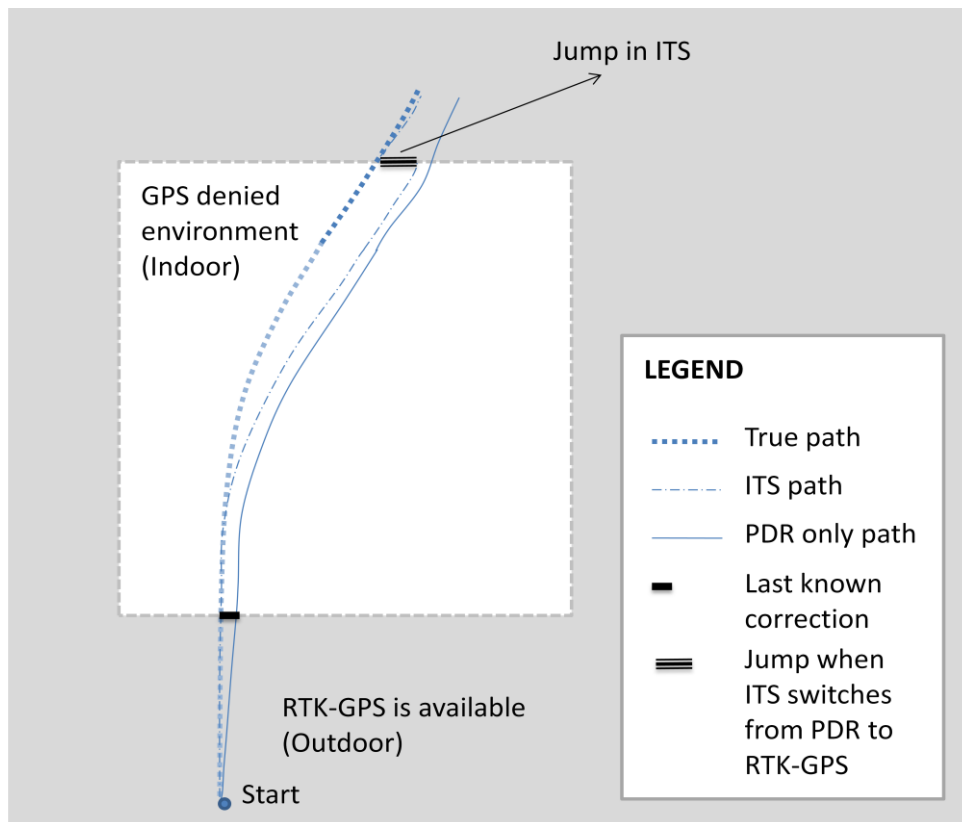 Jump in ITS
GPS denied
environment
(Indoor)
LEGEND
True path
ITS path
PDR only path
Last known
correction
Jump when
ITS switches
from PDR to
RTK-GPS
RTK-GPS is available
(Outdoor)
Start